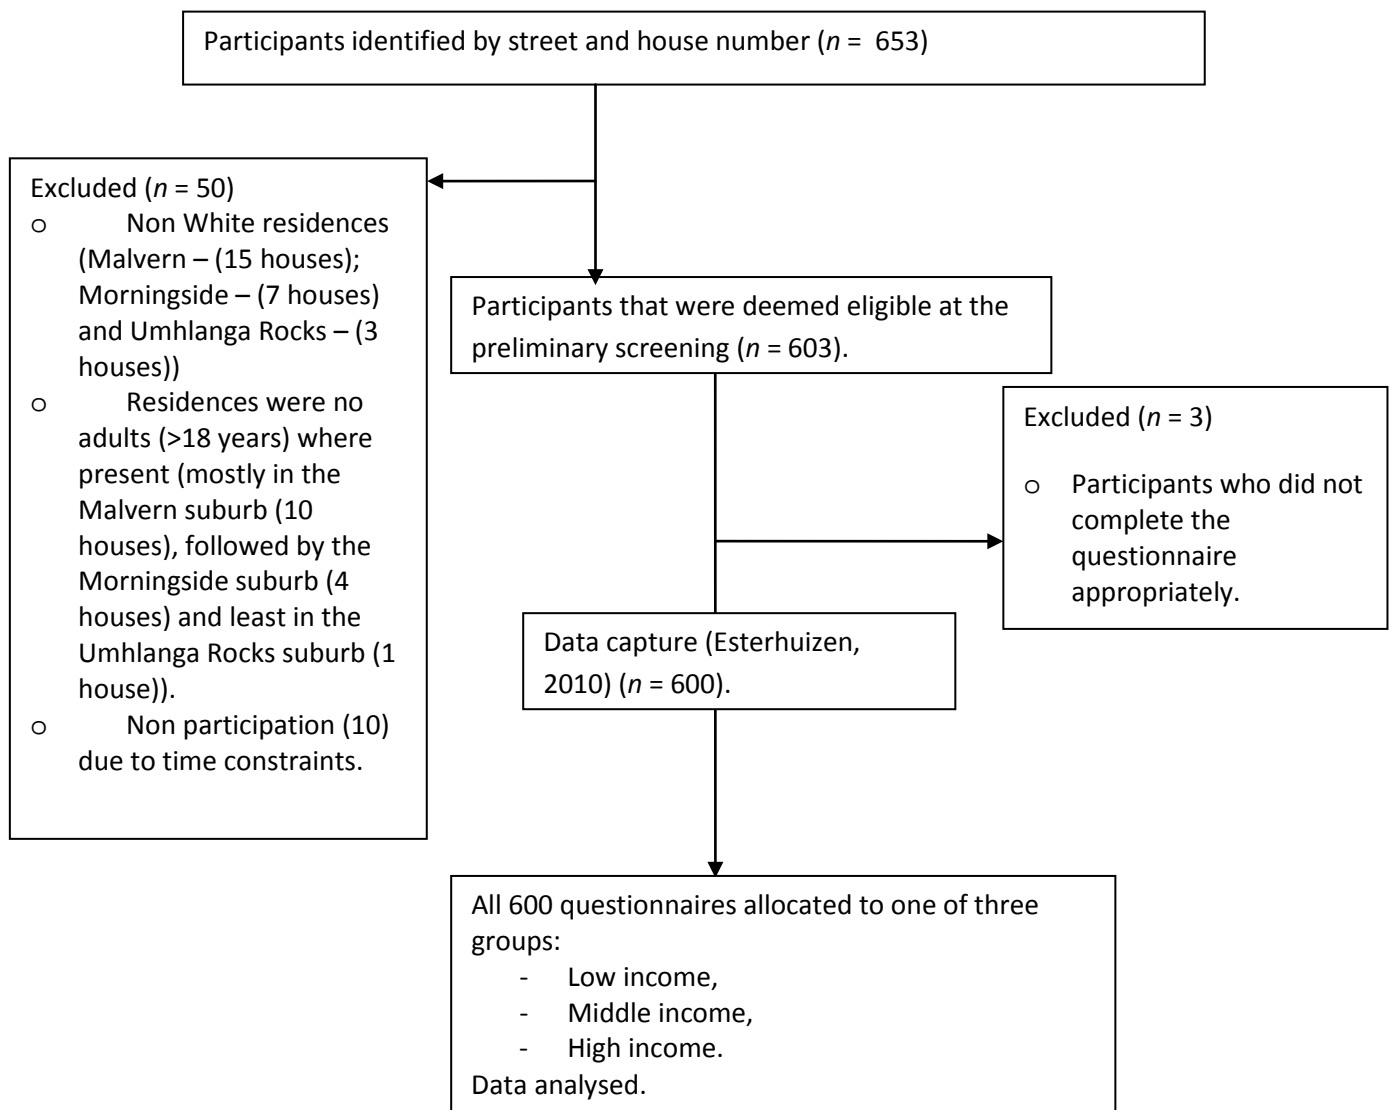 Participants identified by street and house number (n = 653)
Excluded (n = 50)
o Non White residences
(Malvern – (15 houses);
Morningside – (7 houses)
and Umhlanga Rocks – (3
houses))
o Residences were no
adults (>18 years) where
present (mostly in the
Malvern suburb (10
houses), followed by the
Morningside suburb (4
houses) and least in the
Umhlanga Rocks suburb (1
house)).
o Non participation (10)
due to time constraints.
Participants that were deemed eligible at the
preliminary screening (n = 603).
Excluded (n = 3)
o Participants who did not
complete the
questionnaire
appropriately.
Data capture (Esterhuizen,
2010) (n = 600).
All 600 questionnaires allocated to one of three
groups:
- Low income,
- Middle income,
- High income.
Data analysed.